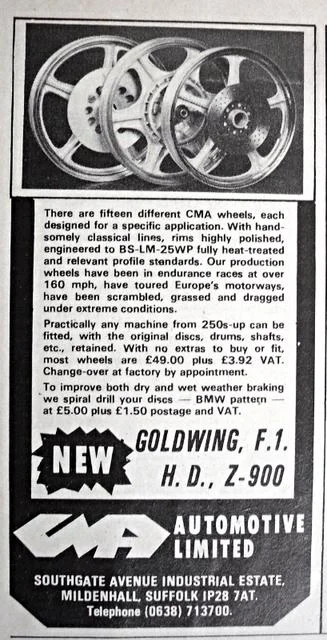 There are fifteen different CMA wheels, each
designed for a specific application. With hand-
somely classical lines, rims highly polished,
engineered to BS-LM-25WP fully heat-treated
and relevant profile standards. Our production
wheels have been in endurance races at over
160 mph, have toured Europe's motorways,
have been scrambled, grassed and dragged
under extreme conditions.
Practically any machine from 250s-up can be
fitted, with the original discs, drums, shafts,
etc., retained. With no extras to buy or fit,
most wheels are £49.00 plus £3.92 VAT.
Change-over at factory by appointment.
To improve both dry and wet weather braking
we spiral drill your discs — BMW pattern —
at £5.00 plus £1.50 postage and VAT.
NEW
GOLDWING, F.1.
H. D., Z-900
CMA
AUTOMOTIVE
LIMITED
SOUTHGATE AVENUE INDUSTRIAL ESTATE,
MILDENHALL, SUFFOLK IP28 7AT.
Telephone (0638) 713700.